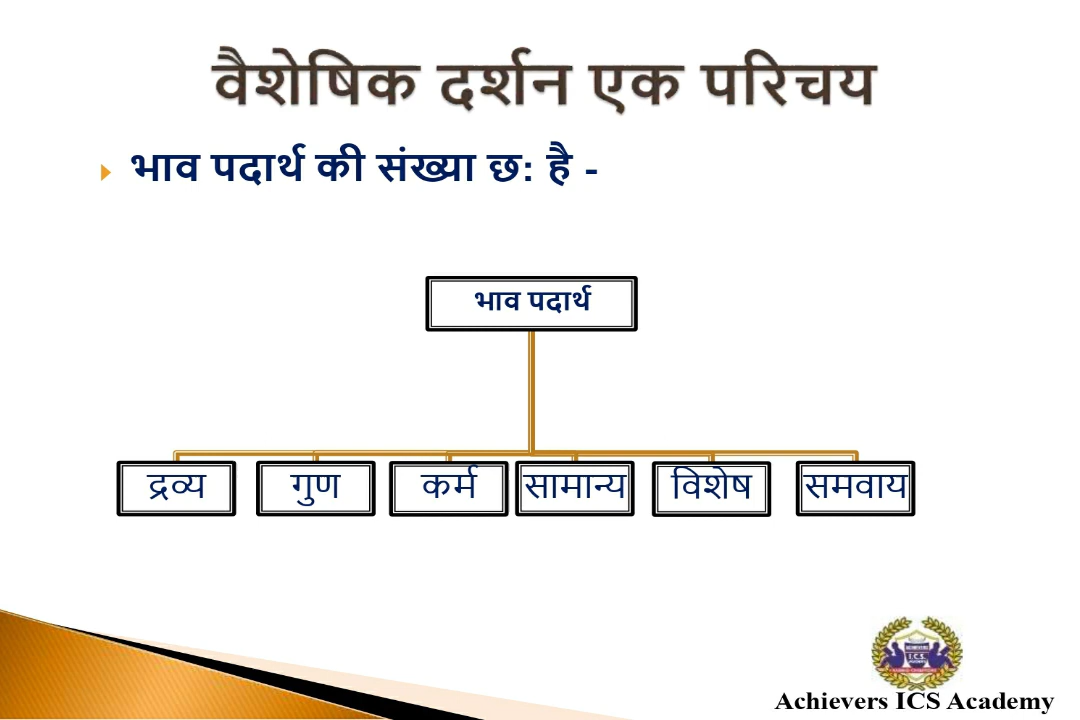 वैशेषिक दर्शन एक परिचय
भाव पदार्थ की संख्या छ: है -
भाव पदार्थ
द्रव्य गुण कर्म सामान्य विशेष समवाय
I.C.S.
Achievers ICS Academy